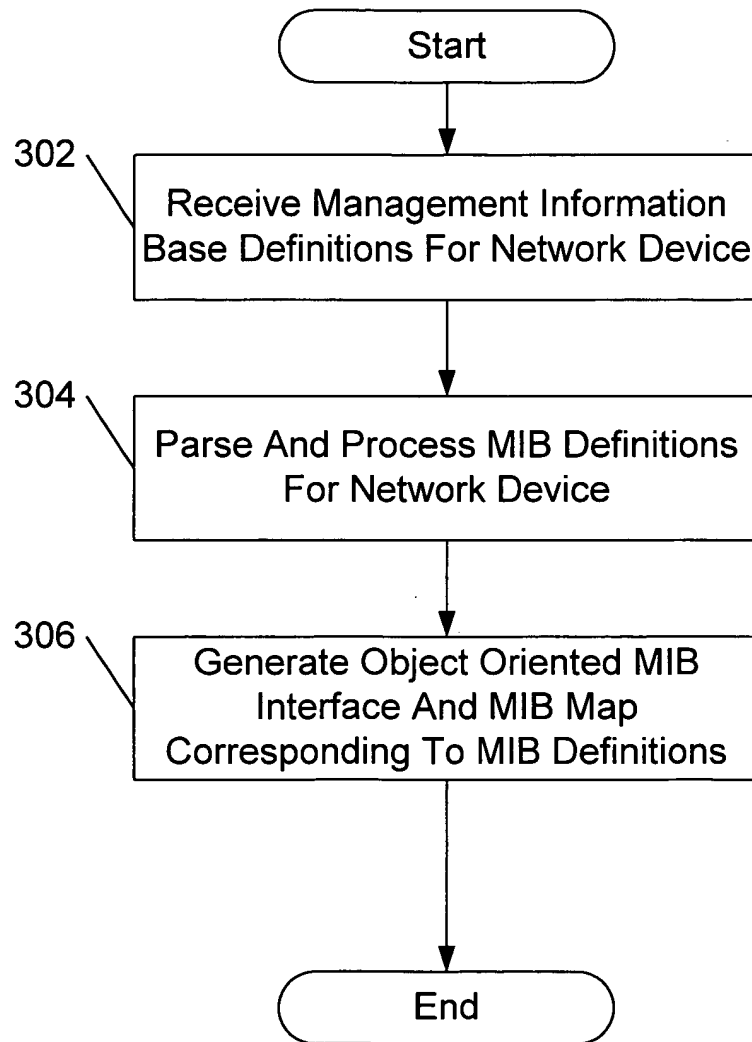 Start
302
Receive Management Information
Base Definitions For Network Device
304
Parse And Process MIB Definitions
For Network Device
306
Generate Object Oriented MIB
Interface And MIB Map
Corresponding To MIB Definitions
End